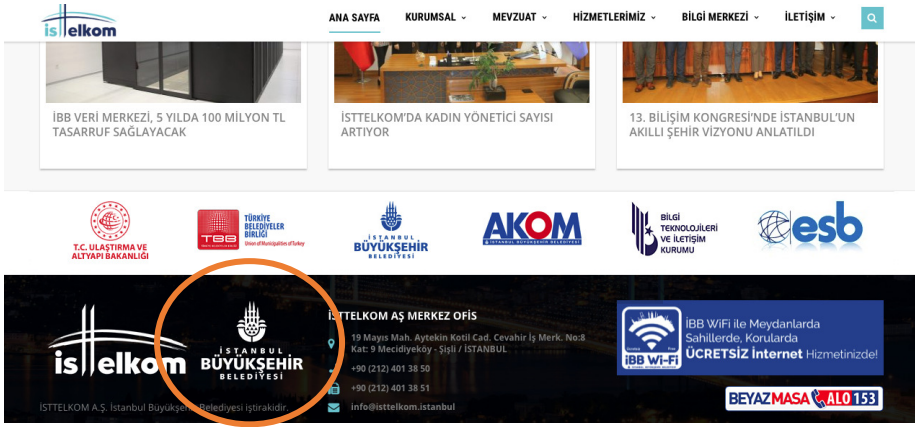 istelkom
ANA SAYFA KURUMSAL MEVZUAT HİZMETLERİMİZ BİLGİ MERKEZİ İLETİŞİM
İBB VERİ MERKEZİ, 5 YILDA 100 MİLYON TL
TASARRUF SAĞLAYACAK
İSTTELKOM’DA KADIN YÖNETİCİ SAYISI
ARTIYOR
13. BİLİŞİM KONGRESİ’NDE İSTANBUL’UN
AKILLI ŞEHİR VİZYONU ANLATILDI
T.C. ULAŞTIRMA VE
ALTYAPI BAKANLIĞI
TBB
TÜRKİYE
BELEDİYELER
BİRLİĞİ
Union of Municipalities of Turkey
İSTANBUL
BÜYÜKŞEHİR
BELEDİYESİ
AKOM
İSTANBUL BÜYÜKŞEHİR BELEDİYESİ
BİLGİ
TEKNOLOJİLERİ
VE İLETİŞİM
KURUMU
esb
istelkom
İSTANBUL
BÜYÜKŞEHİR
BELEDİYESİ
İSTTELKOM A.Ş. İstanbul Büyükşehir Belediyesi iştirakidir.
İSTTELKOM AŞ MERKEZ OFİS
19 Mayıs Mah. Aytekin Kotil Cad. Cevahir İş Merk. No:8
Kat: 9 Mecidiyeköy - Şişli / İSTANBUL
+90 (212) 401 38 50
+90 (212) 401 38 51
info@isttelkom.istanbul
iBB Wi-Fi
İBB WiFi ile Meydanlarda
Sahillerde, Korularda
ÜCRETSİZ İnternet Hizmetinizde!
BEYAZMASA ALO 153